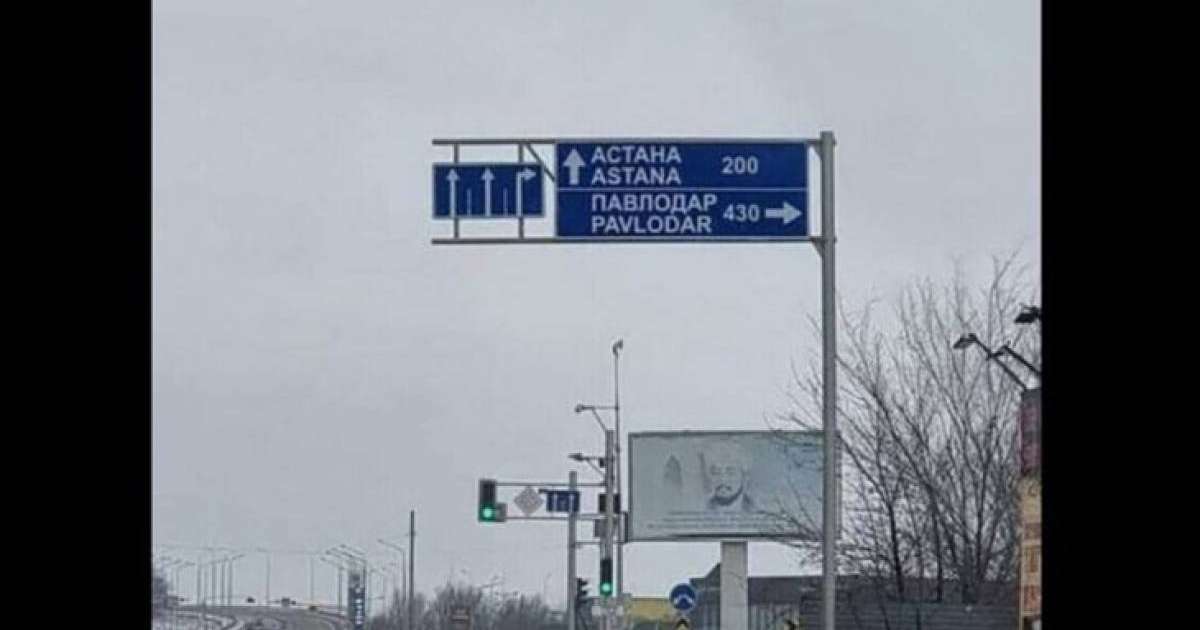 АСТАНА 200
ASTANA
ПАВЛОДАР 430
PAVLODAR